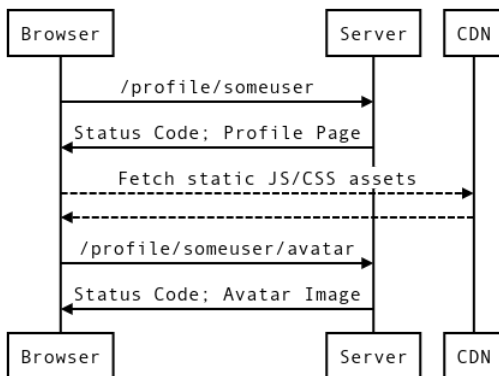 Browser Server CDN
/profile/someuser
Status Code; Profile Page
Fetch static JS/CSS assets
/profile/someuser/avatar
Status Code; Avatar Image
Browser Server CDN